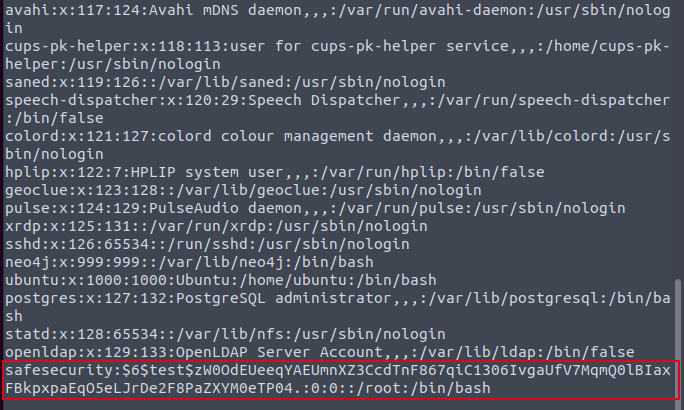 avahi:x:117:124:Avahi mDNS daemon,,,:/var/run/avahi-daemon:/usr/sbin/nolog
in
cups-pk-helper:x:118:113:user for cups-pk-helper service,,,:/home/cups-pk-
helper:/usr/sbin/nologin
saned:x:119:126::/var/lib/saned:/usr/sbin/nologin
speech-dispatcher:x:120:29:Speech Dispatcher,,,:/var/run/speech-dispatcher
:/bin/false
colord:x:121:127:colord colour management daemon,,,:/var/lib/colord:/usr/s
bin/nologin
hplip:x:122:7:HPLIP system user,,,:/var/run/hplip:/bin/false
geoclue:x:123:128::/var/lib/geoclue:/usr/sbin/nologin
pulse:x:124:129:PulseAudio daemon,,,:/var/run/pulse:/usr/sbin/nologin
xrdp:x:125:131::/var/run/xrdp:/usr/sbin/nologin
sshd:x:126:65534::/run/sshd:/usr/sbin/nologin
neo4j:x:999:999::/var/lib/neo4j:/bin/bash
ubuntu:x:1000:1000:Ubuntu:/home/ubuntu:/bin/bash
postgres:x:127:132:PostgreSQL administrator,,,:/var/lib/postgresql:/bin/ba
sh
statd:x:128:65534::/var/lib/nfs:/usr/sbin/nologin
openldap:x:129:133:OpenLDAP Server Account,,,:/var/lib/ldap:/bin/false
safesecurity:$6$test$zW0OdEUeeqYAEUmnXZ3CcdTnF867qiC1306IvgaUfV7MqmQ0lBIax
FBkpxpaEqO5eLJrDe2F8PaZXYM0eTP04.:0:0::/root:/bin/bash